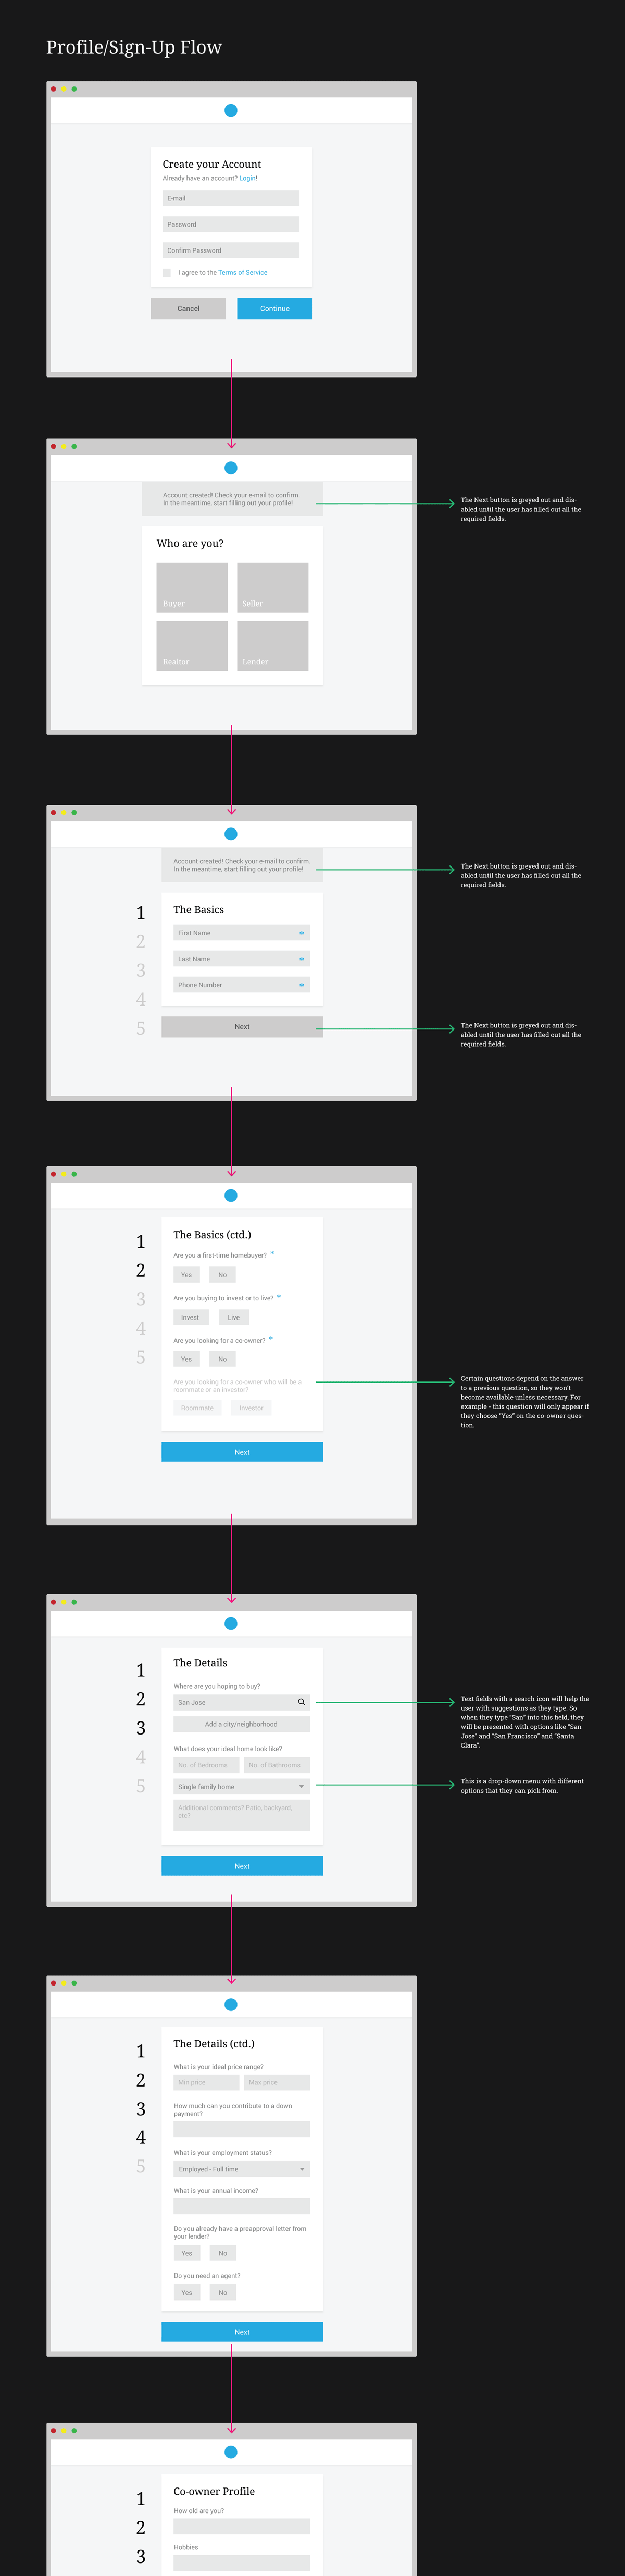 Profile/Sign-Up Flow
Create your Account
Already have an account? Login!
E-mail
Password
Confirm Password
I agree to the Terms of Service
Cancel
Continue
Account created! Check your e-mail to confirm.
In the meantime, start filling out your profile!
The Next button is greyed out and dis-
abled until the user has filled out all the
required fields.
Who are you?
Buyer
Seller
Realtor
Lender
Account created! Check your e-mail to confirm.
In the meantime, start filling out your profile!
The Next button is greyed out and dis-
abled until the user has filled out all the
required fields.
1
2
3
4
5
The Basics
First Name *
Last Name *
Phone Number *
Next
The Next button is greyed out and dis-
abled until the user has filled out all the
required fields.
1
2
3
4
5
The Basics (ctd.)
Are you a first-time homebuyer? *
Yes
No
Are you buying to invest or to live? *
Invest
Live
Are you looking for a co-owner? *
Yes
No
Are you looking for a co-owner who will be a
roommate or an investor?
Roommate
Investor
Next
Certain questions depend on the answer
to a previous question, so they won't
become available unless necessary. For
example - this question will only appear if
they choose "Yes" on the co-owner ques-
tion.
1
2
3
4
5
The Details
Where are you hoping to buy?
San Jose
Add a city/neighborhood
What does your ideal home look like?
No. of Bedrooms
No. of Bathrooms
Single family home
Additional comments? Patio, backyard,
etc?
Next
Text fields with a search icon will help the
user with suggestions as they type. So
when they type "San" into this field, they
will be presented with options like "San
Jose" and "San Francisco" and "Santa
Clara".
This is a drop-down menu with different
options that they can pick from.
1
2
3
4
5
The Details (ctd.)
What is your ideal price range?
Min price
Max price
How much can you contribute to a down
payment?
What is your employment status?
Employed - Full time
What is your annual income?
Do you already have a preapproval letter from
your lender?
Yes
No
Do you need an agent?
Yes
No
Next
1
2
3
Co-owner Profile
How old are you?
Hobbies